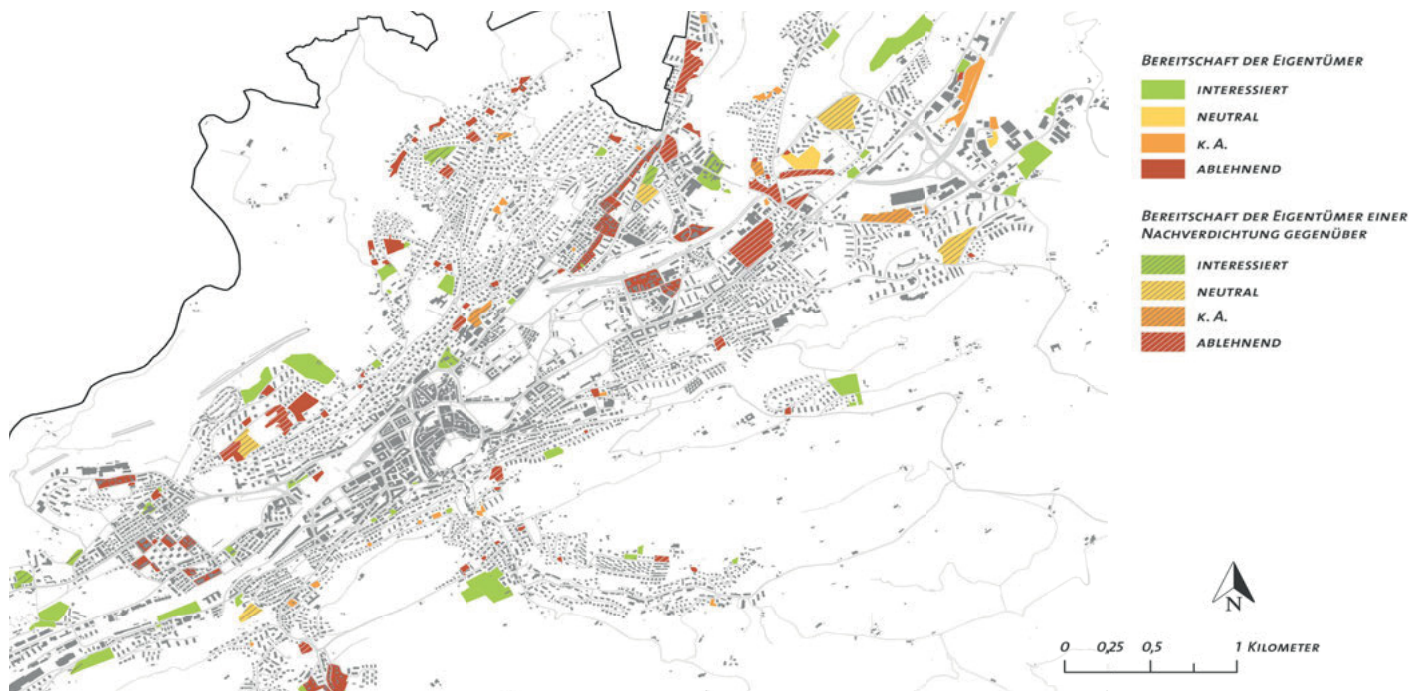 BEREITSCHAFT DER EIGENTÜMER
INTERESSIERT
NEUTRAL
K. A.
ABLEHNEND
BEREITSCHAFT DER EIGENTÜMER EINER
NACHVERDICHTUNG GEGENÜBER
INTERESSIERT
NEUTRAL
K. A.
ABLEHNEND
N
0 0,25 0,5 1 KILOMETER